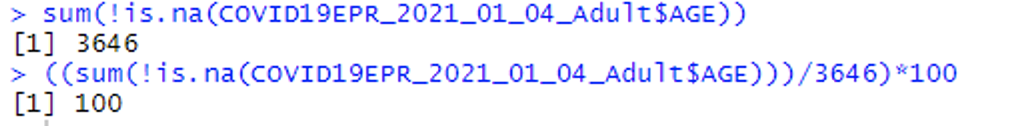 > sum(!is.na(COVID19EPR_2021_01_04_Adult$AGE))
[1] 3646
> ((sum(!is.na(COVID19EPR_2021_01_04_Adult$AGE)))/3646)*100
[1] 100